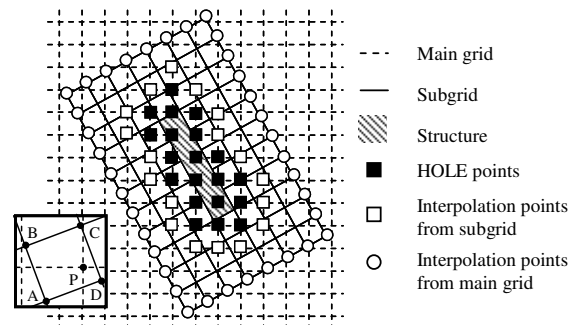 Main grid
Subgrid
Structure
HOLE points
Interpolation points
from subgrid
Interpolation points
from main grid
B
C
P
A
D